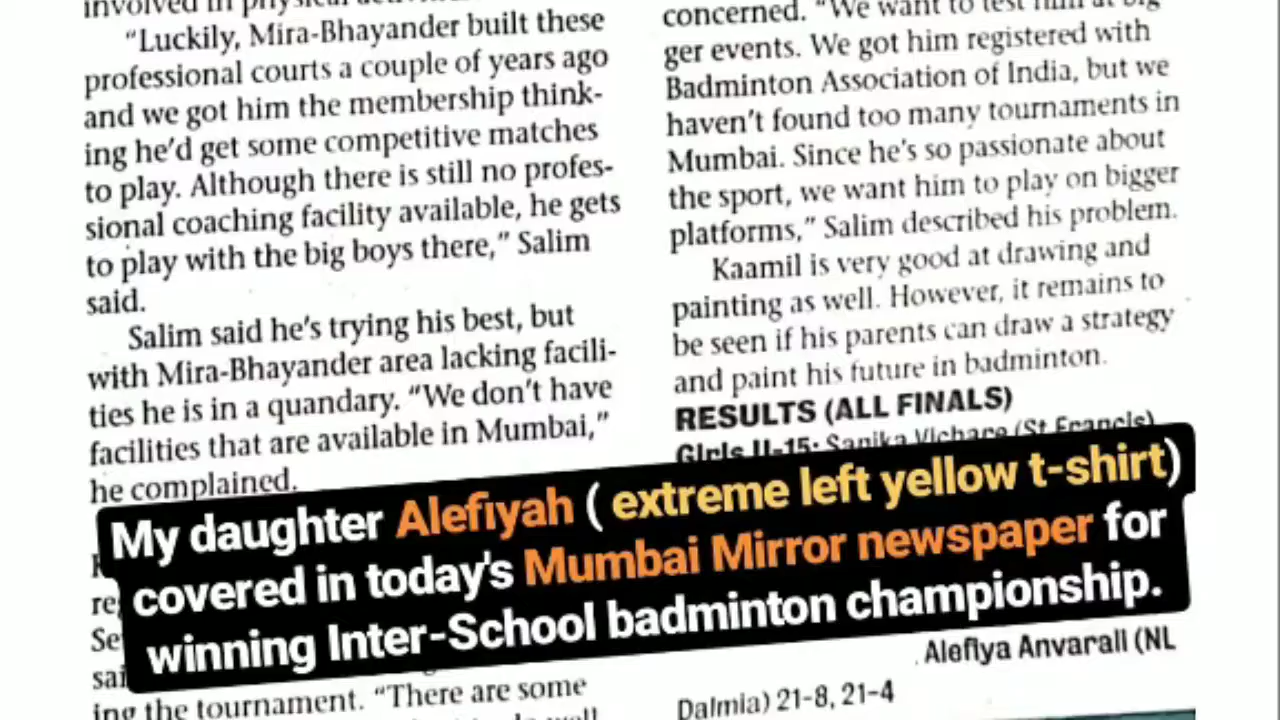 involved in physical
“Luckily, Mira-Bhayander built these
professional courts a couple of years ago
and we got him the membership think-
ing he’d get some competitive matches
to play. Although there is still no profes-
sional coaching facility available, he gets
to play with the big boys there,” Salim
said.
Salim said he’s trying his best, but
with Mira-Bhayander area lacking facili-
ties he is in a quandary. “We don’t have
facilities that are available in Mumbai,”
he complained.
ing the tournament. “There are some
concerned. “We want to test him at big-
ger events. We got him registered with
Badminton Association of India, but we
haven’t found too many tournaments in
Mumbai. Since he’s so passionate about
the sport, we want him to play on bigger
platforms,” Salim described his problem.
Kaamil is very good at drawing and
painting as well. However, it remains to
be seen if his parents can draw a strategy
and paint his future in badminton.
RESULTS (ALL FINALS)
Girls U-15: Sanika Vichare (St Francis)
Alefiya Anvarali (NL
Dalmia) 21-8, 21-4
My daughter Alefiyah ( extreme left yellow t-shirt)
covered in today's Mumbai Mirror newspaper for
winning Inter-School badminton championship.